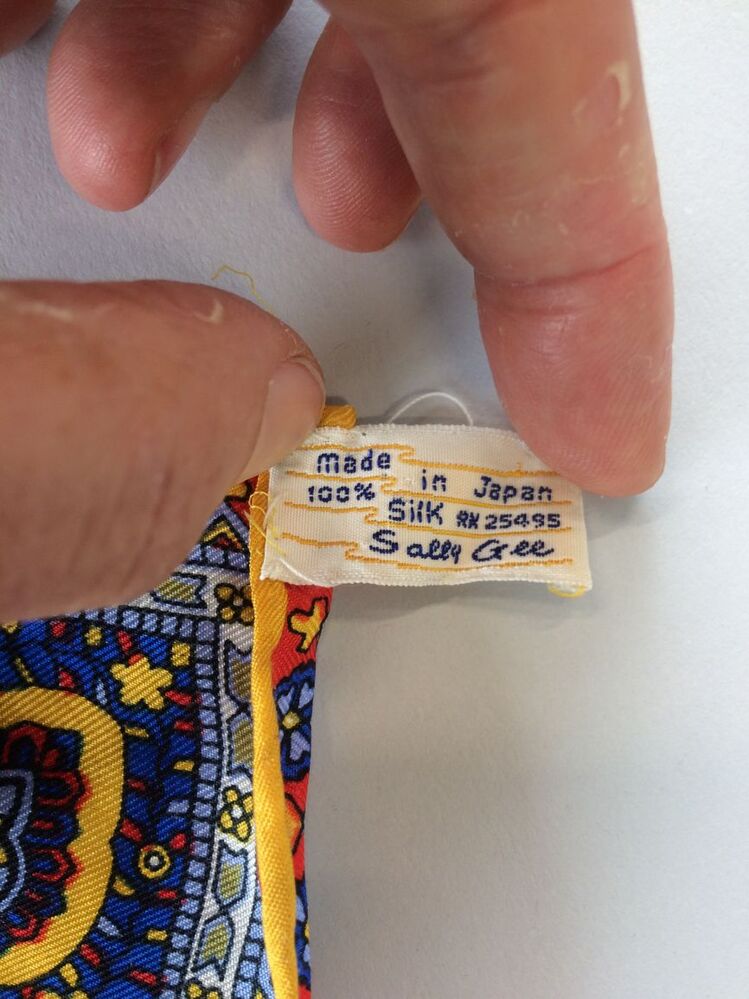 Made in Japan
100% Silk RN 25495
Sally Gee